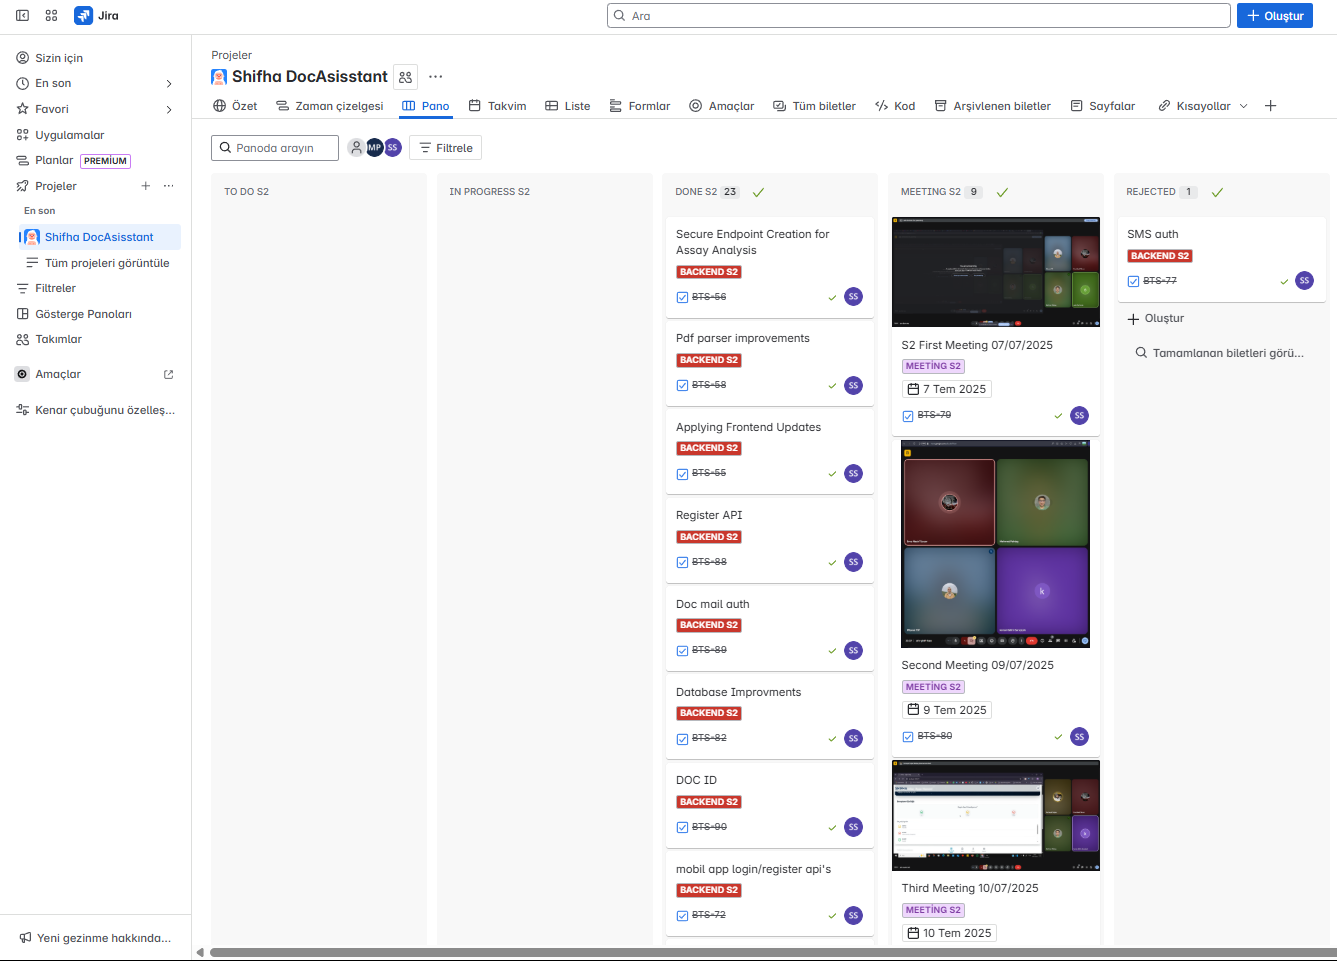 Jira
Ara
Oluştur
Sizin için
En son
Favori
Uygulamalar
Planlar PREMIUM
Projeler
En son
Shifha DocAsisstant
Tüm projeleri görüntüle
Filtreler
Gösterge Panoları
Takımlar
Amaçlar
Kenar çubuğunu özelleş...
Yeni gezinme hakkında...
Projeler
Shifha DocAsisstant
Özet Zaman çizelgesi Pano Takvim Liste Formlar Amaçlar Tüm biletler Kod Arşivlenen biletler Sayfalar Kısayollar
Panoda arayın MP SS Filtrele
TO DO S2
IN PROGRESS S2
DONE S2 23
Secure Endpoint Creation for
Assay Analysis
BACKEND S2
BTS-56 SS
Pdf parser improvements
BACKEND S2
BTS-58 SS
Applying Frontend Updates
BACKEND S2
BTS-55 SS
Register API
BACKEND S2
BTS-88 SS
Doc mail auth
BACKEND S2
BTS-89 SS
Database Improvments
BACKEND S2
BTS-82 SS
DOC ID
BACKEND S2
BTS-90 SS
mobil app login/register api's
BACKEND S2
BTS-72 SS
MEETING S2 9
S2 First Meeting 07/07/2025
MEETİNG S2
7 Tem 2025
BTS-79 SS
k
Second Meeting 09/07/2025
MEETİNG S2
9 Tem 2025
BTS-80 SS
Third Meeting 10/07/2025
MEETİNG S2
10 Tem 2025
REJECTED 1
SMS auth
BACKEND S2
BTS-77 SS
Oluştur
Tamamlanan biletleri görü...